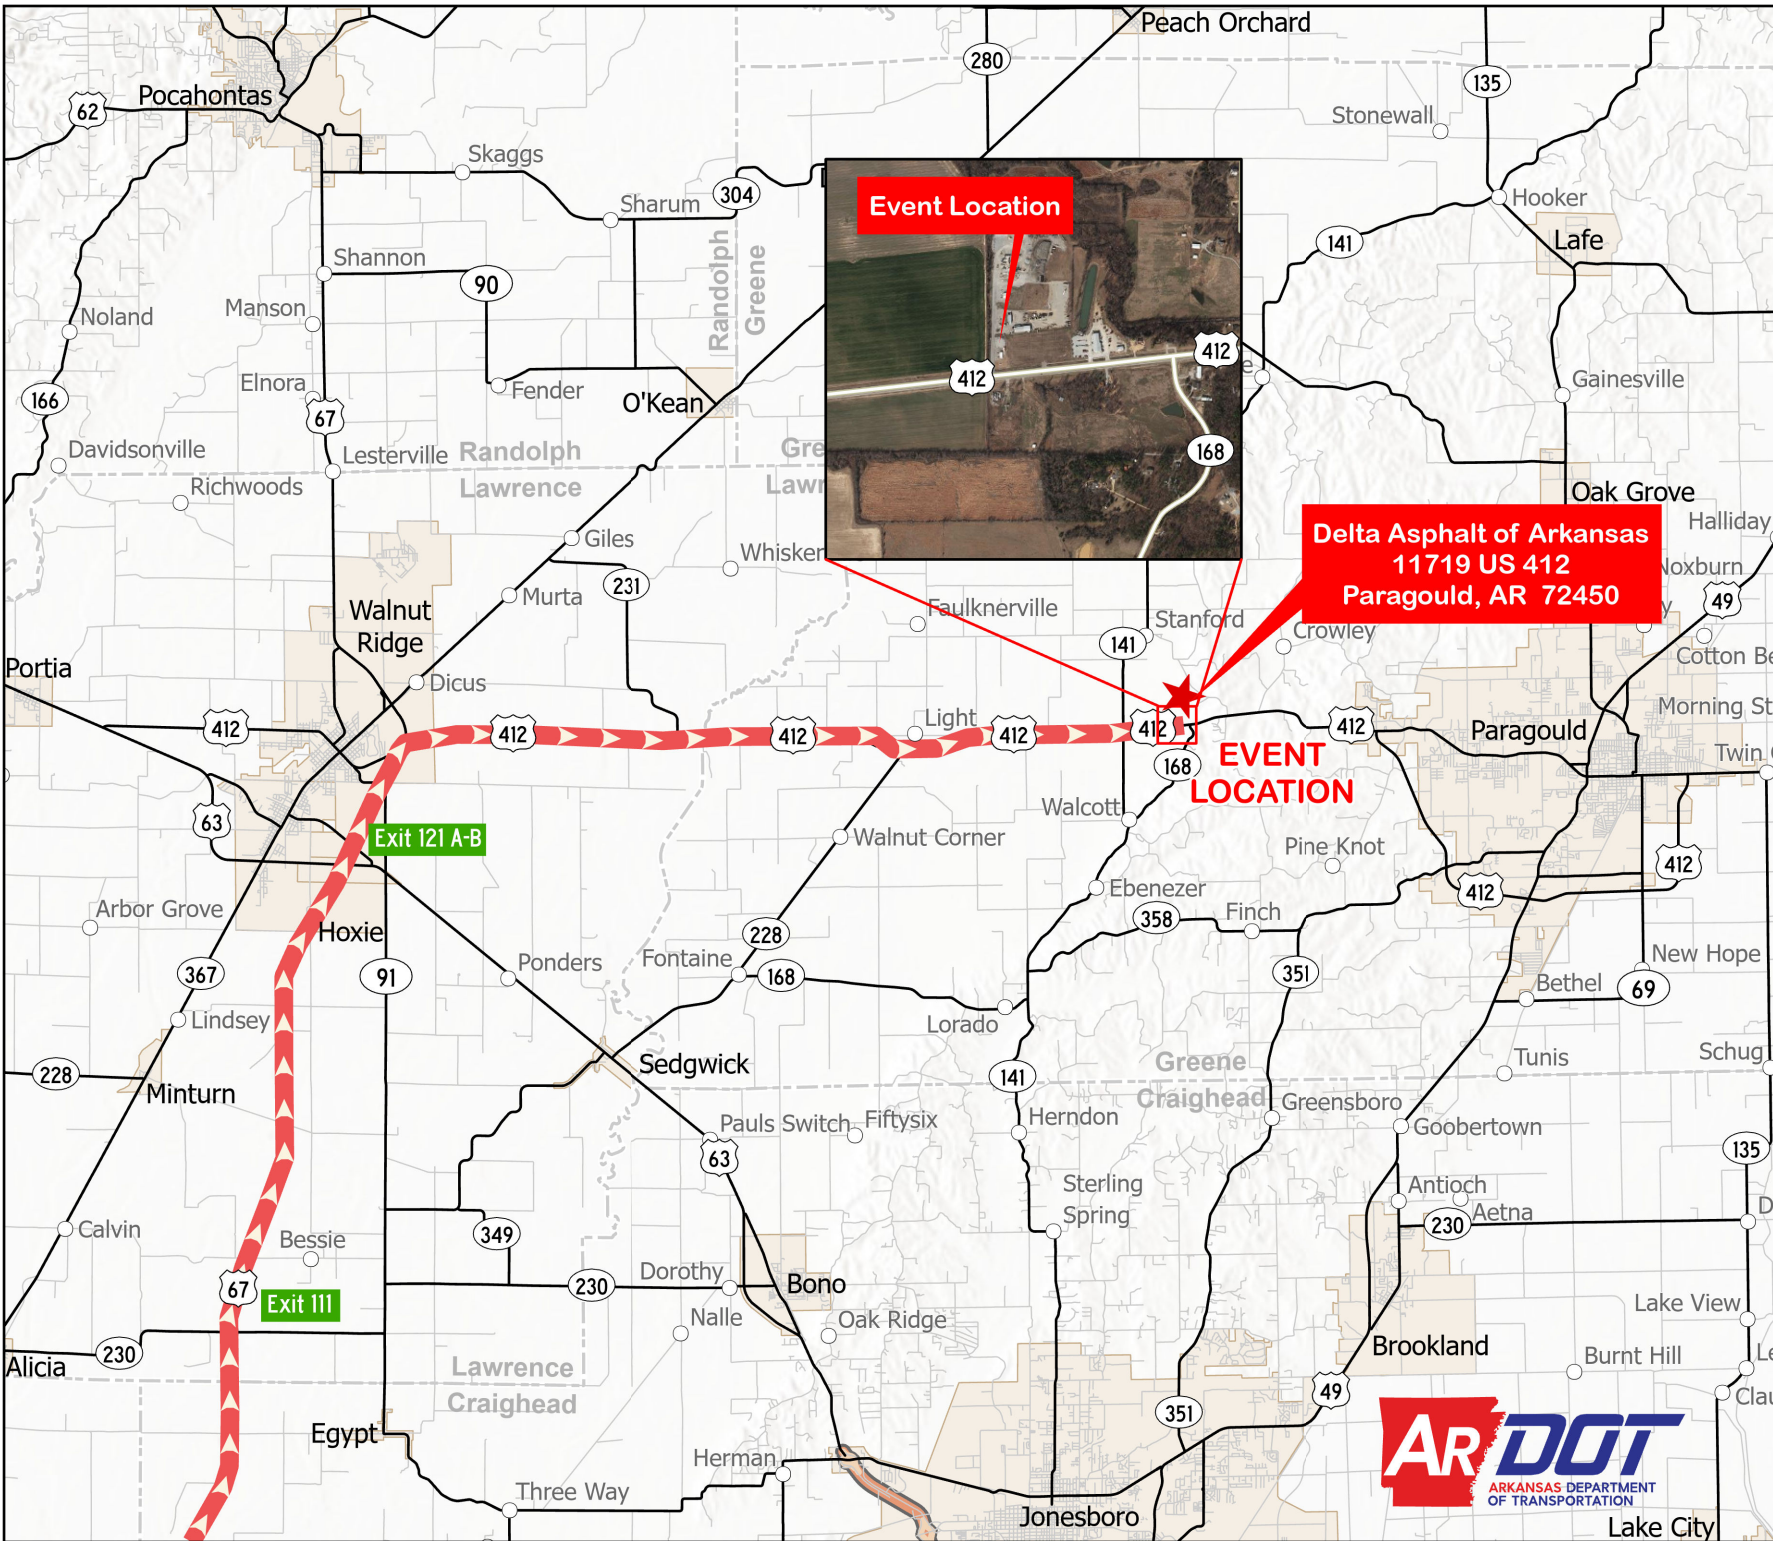 Peach Orchard
280
135
Pocahontas
62
Stonewall
Skaggs
304
Sharum
Hooker
Event Location
Lafe
141
Randolph
Greene
Shannon
90
Manson
Noland
412
412
Elnora
Fender
O'Kean
Gainesville
166
67
168
Davidsonville
Lesterville
Randolph
Lawrence
Richwoods
Oak Grove
Halliday
Delta Asphalt of Arkansas
11719 US 412
Paragould, AR 72450
Giles
Whisker
231
Murta
Walnut
Ridge
Faulknerville
Stanford
141
Crowley
49
Portia
Dicus
Morning St
412
412
412
Light
412
412
412
Paragould
EVENT
LOCATION
168
63
Exit 121 A-B
Walcott
Walnut Corner
Pine Knot
412
412
Ebenezer
Arbor Grove
358
Finch
Hoxie
228
New Hope
367
91
Ponders
Fontaine
168
351
Bethel
69
Lindsey
Lorado
Sedgwick
Greene
Craighead
Tunis
Schug
228
Minturn
141
Pauls Switch
Fiftysix
Herndon
Greensboro
Goobertown
63
135
Sterling
Spring
Antioch
Aetna
230
Calvin
Bessie
349
67
Exit 111
230
Dorothy
Bono
Nalle
Oak Ridge
Lake View
Alicia
230
Lawrence
Craighead
Brookland
Burnt Hill
49
351
Egypt
Herman
Three Way
Jonesboro
AR DOT
ARKANSAS DEPARTMENT
OF TRANSPORTATION
Lake City